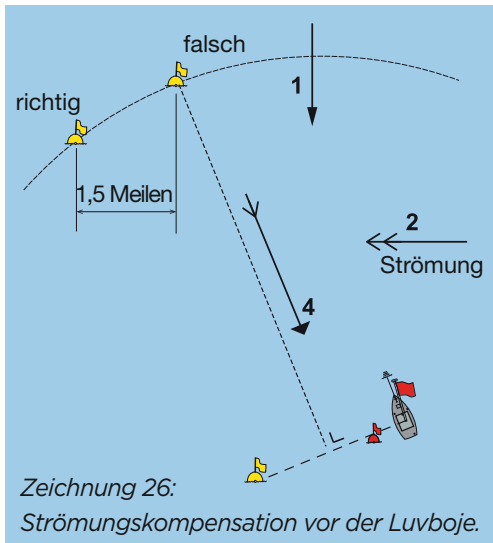 falsch
richtig
1
1,5 Meilen
2
Strömung
4
Zeichnung 26:
Strömungskompensation vor der Luvboje.